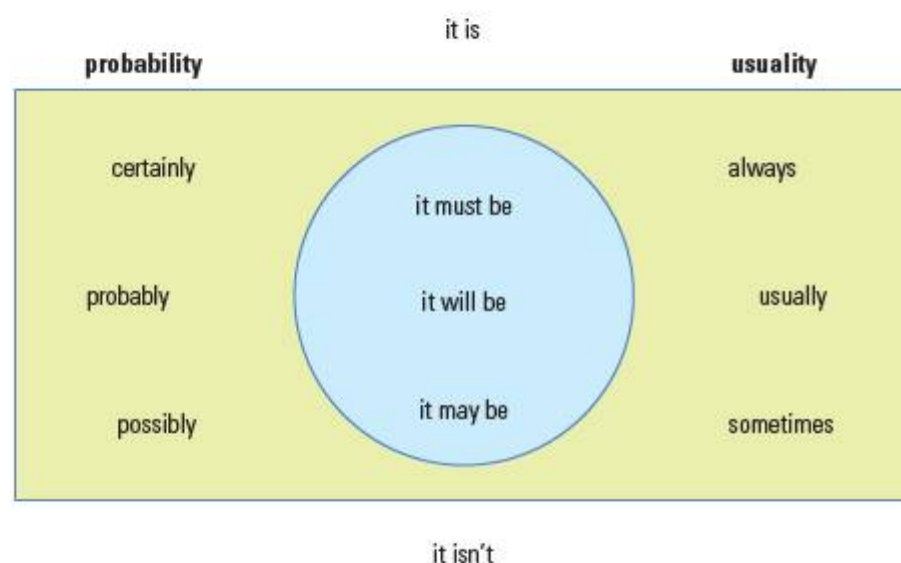 it is
probability usuality
certainly always
it must be
probably it will be usually
it may be
possibly sometimes
it isn't